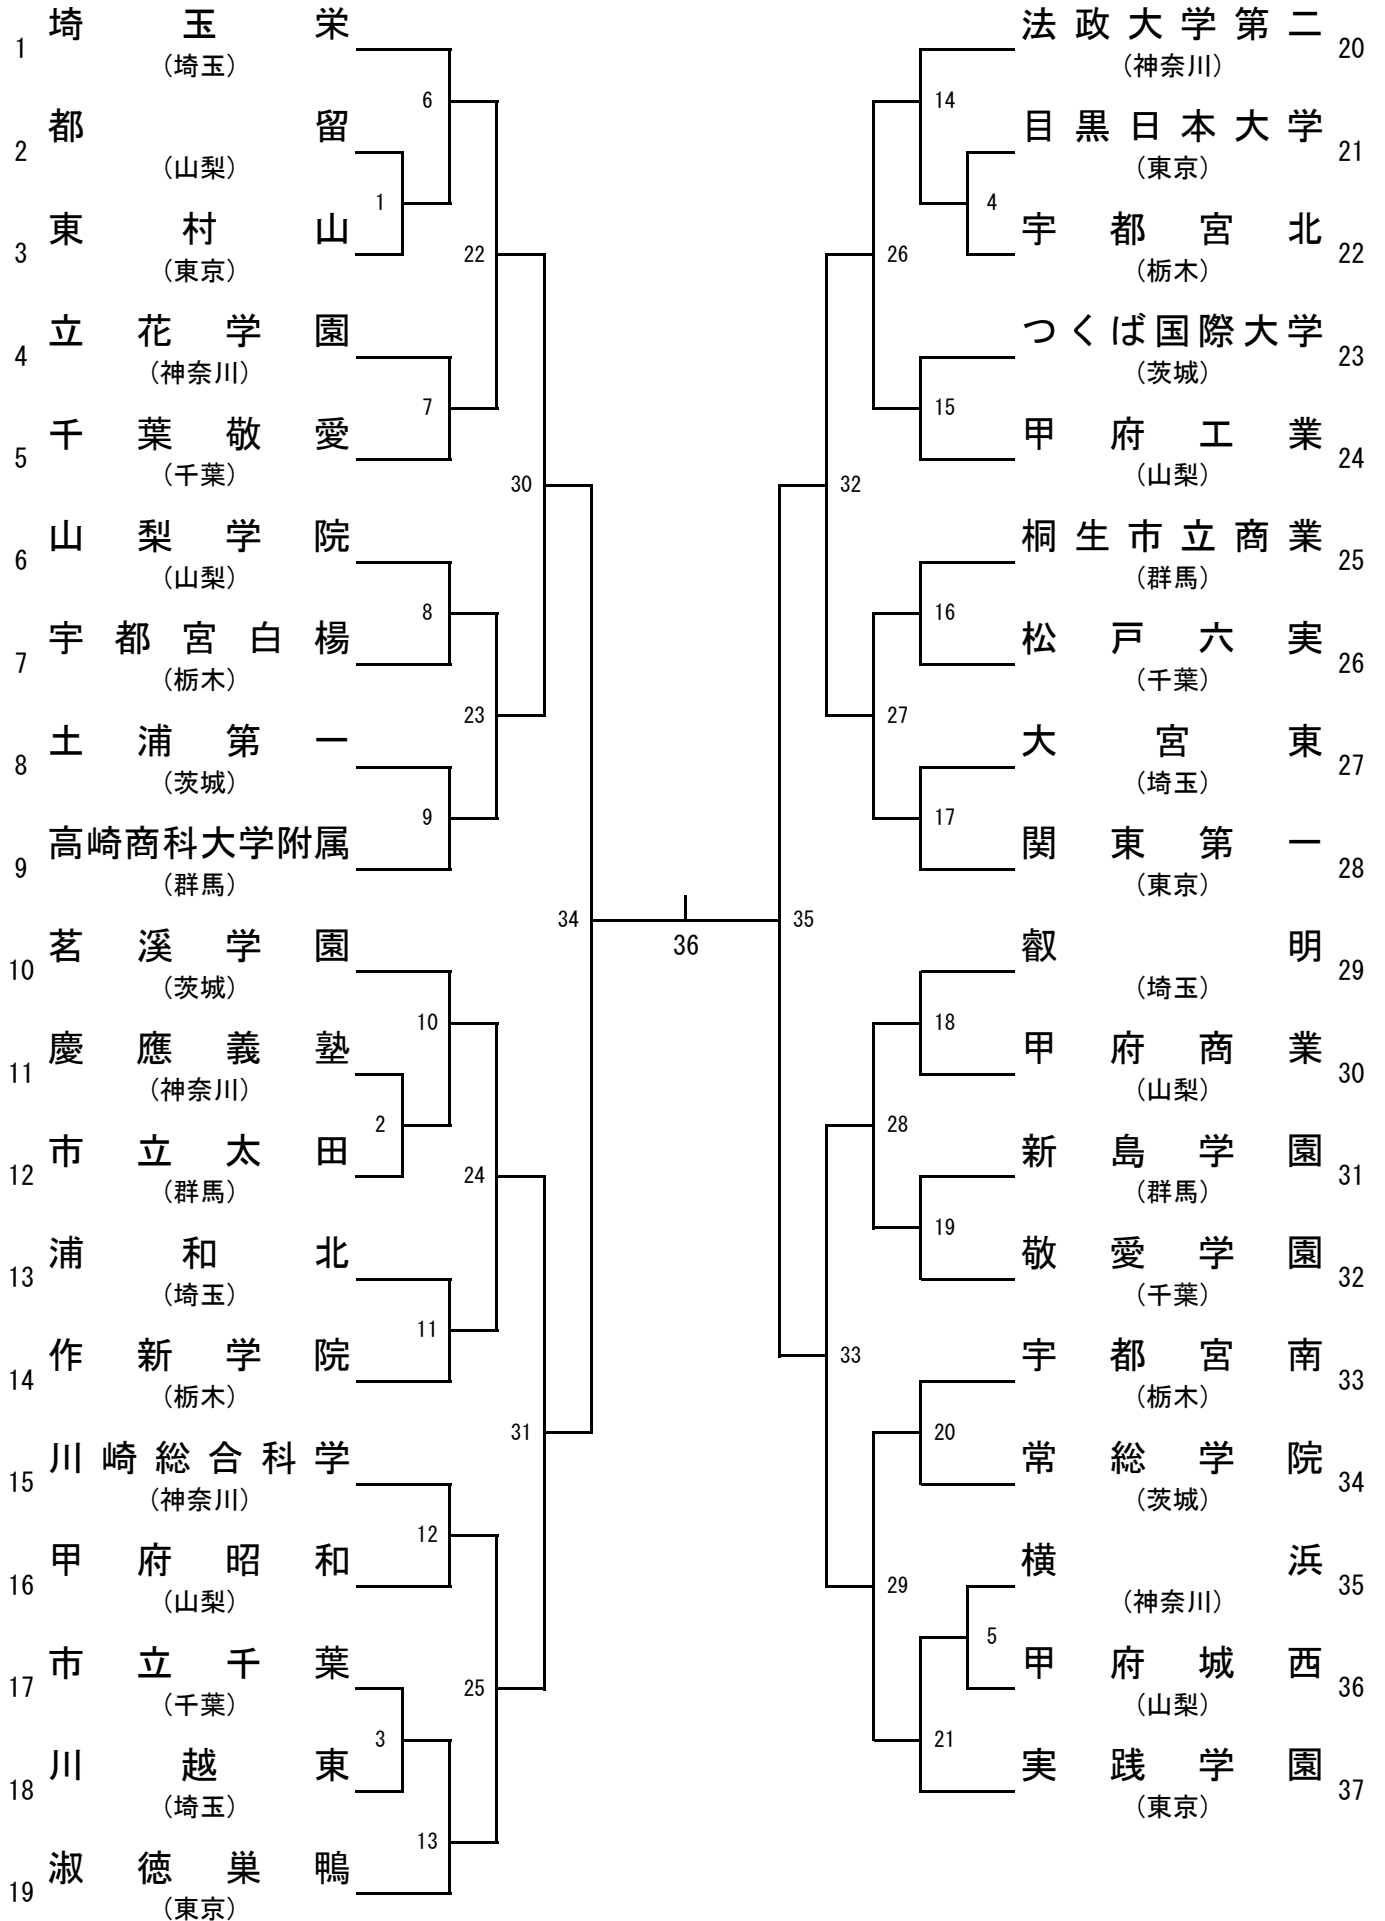 1 埼玉栄
(埼玉)
2 都留
(山梨)
3 東村山
(東京)
4 立花学園
(神奈川)
5 千葉敬愛
(千葉)
6 山梨学院
(山梨)
7 宇都宮白楊
(栃木)
8 土浦第一
(茨城)
9 高崎商科大学附属
(群馬)
10 茗溪学園
(茨城)
11 慶應義塾
(神奈川)
12 市立太田
(群馬)
13 浦和北
(埼玉)
14 作新学院
(栃木)
15 川崎総合科学
(神奈川)
16 甲府昭和
(山梨)
17 市立千葉
(千葉)
18 川越東
(埼玉)
19 淑徳巣鴨
(東京)
6
1
22
7
30
8
23
9
34
10
2
24
11
31
12
25
3
13
36
35
14
4
26
15
32
16
27
17
18
28
19
33
20
29
5
21
法政大学第二 20
(神奈川)
目黒日本大学 21
(東京)
宇都宮北 22
(栃木)
つくば国際大学 23
(茨城)
甲府工業 24
(山梨)
桐生市立商業 25
(群馬)
松戸六実 26
(千葉)
大宮東 27
(埼玉)
関東第一 28
(東京)
叡明 29
(埼玉)
甲府商業 30
(山梨)
新島学園 31
(群馬)
敬愛学園 32
(千葉)
宇都宮南 33
(栃木)
常総学院 34
(茨城)
横浜 35
(神奈川)
甲府城西 36
(山梨)
実践学園 37
(東京)